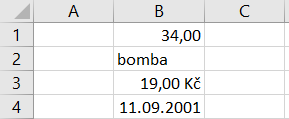 A B C
1 34,00
2 bomba
3 19,00 Kč
4 11.09.2001